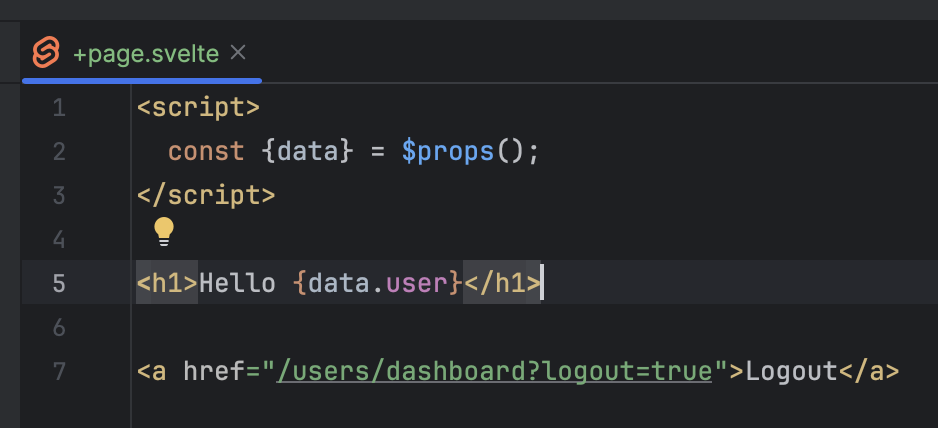 +page.svelte
1 <script>
2   const {data} = $props();
3 </script>
4
5 <h1>Hello {data.user}</h1>
6
7 <a href="/users/dashboard?logout=true">Logout</a>